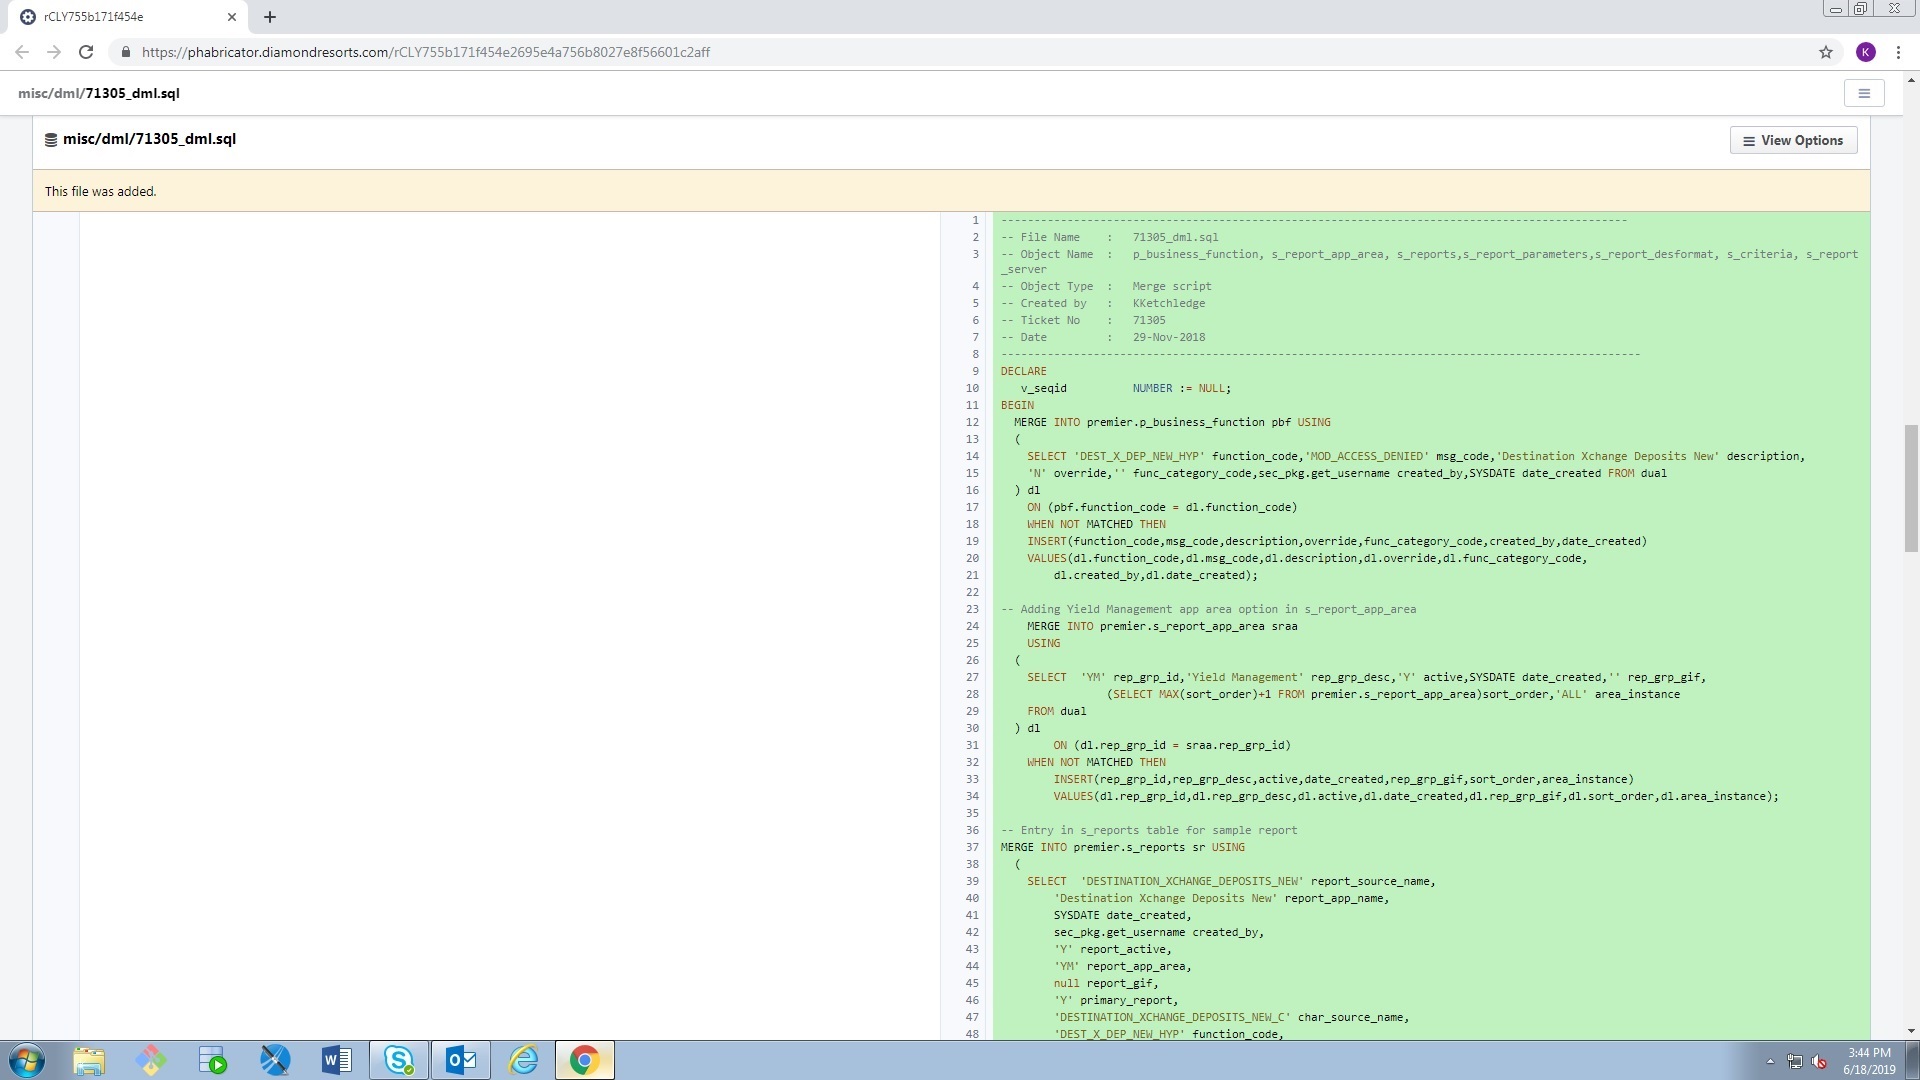 rCLY755b171f454e
https://phabricator.diamondresorts.com/rCLY755b171f454e2695e4a756b8027e8f56601c2aff
K
misc/dml/71305_dml.sql
misc/dml/71305_dml.sql
View Options
This file was added.
1 -----------------------------------------------------------------------------------------------
2 -- File Name    :   71305_dml.sql
3 -- Object Name  :   p_business_function, s_report_app_area, s_reports,s_report_parameters,s_report_desformat, s_criteria, s_report
_server
4 -- Object Type  :   Merge script
5 -- Created by   :   KKetchledge
6 -- Ticket No    :   71305
7 -- Date         :   29-Nov-2018
8 -------------------------------------------------------------------------------------------------
9 DECLARE
10    v_seqid          NUMBER := NULL;
11 BEGIN
12   MERGE INTO premier.p_business_function pbf USING
13   (
14     SELECT 'DEST_X_DEP_NEW_HYP' function_code,'MOD_ACCESS_DENIED' msg_code,'Destination Xchange Deposits New' description,
15     'N' override,'' func_category_code,sec_pkg.get_username created_by,SYSDATE date_created FROM dual
16   ) dl
17     ON (pbf.function_code = dl.function_code)
18     WHEN NOT MATCHED THEN
19     INSERT(function_code,msg_code,description,override,func_category_code,created_by,date_created)
20     VALUES(dl.function_code,dl.msg_code,dl.description,dl.override,dl.func_category_code,
21         dl.created_by,dl.date_created);
22
23 -- Adding Yield Management app area option in s_report_app_area
24     MERGE INTO premier.s_report_app_area sraa
25     USING
26   (
27     SELECT  'YM' rep_grp_id,'Yield Management' rep_grp_desc,'Y' active,SYSDATE date_created,'' rep_grp_gif,
28                 (SELECT MAX(sort_order)+1 FROM premier.s_report_app_area)sort_order,'ALL' area_instance
29     FROM dual
30   ) dl
31         ON (dl.rep_grp_id = sraa.rep_grp_id)
32     WHEN NOT MATCHED THEN
33         INSERT(rep_grp_id,rep_grp_desc,active,date_created,rep_grp_gif,sort_order,area_instance)
34         VALUES(dl.rep_grp_id,dl.rep_grp_desc,dl.active,dl.date_created,dl.rep_grp_gif,dl.sort_order,dl.area_instance);
35
36 -- Entry in s_reports table for sample report
37 MERGE INTO premier.s_reports sr USING
38   (
39     SELECT  'DESTINATION_XCHANGE_DEPOSITS_NEW' report_source_name,
40         'Destination Xchange Deposits New' report_app_name,
41         SYSDATE date_created,
42         sec_pkg.get_username created_by,
43         'Y' report_active,
44         'YM' report_app_area,
45         null report_gif,
46         'Y' primary_report,
47         'DESTINATION_XCHANGE_DEPOSITS_NEW_C' char_source_name,
48         'DEST_X_DEP_NEW_HYP' function_code,
3:44 PM
6/18/2019